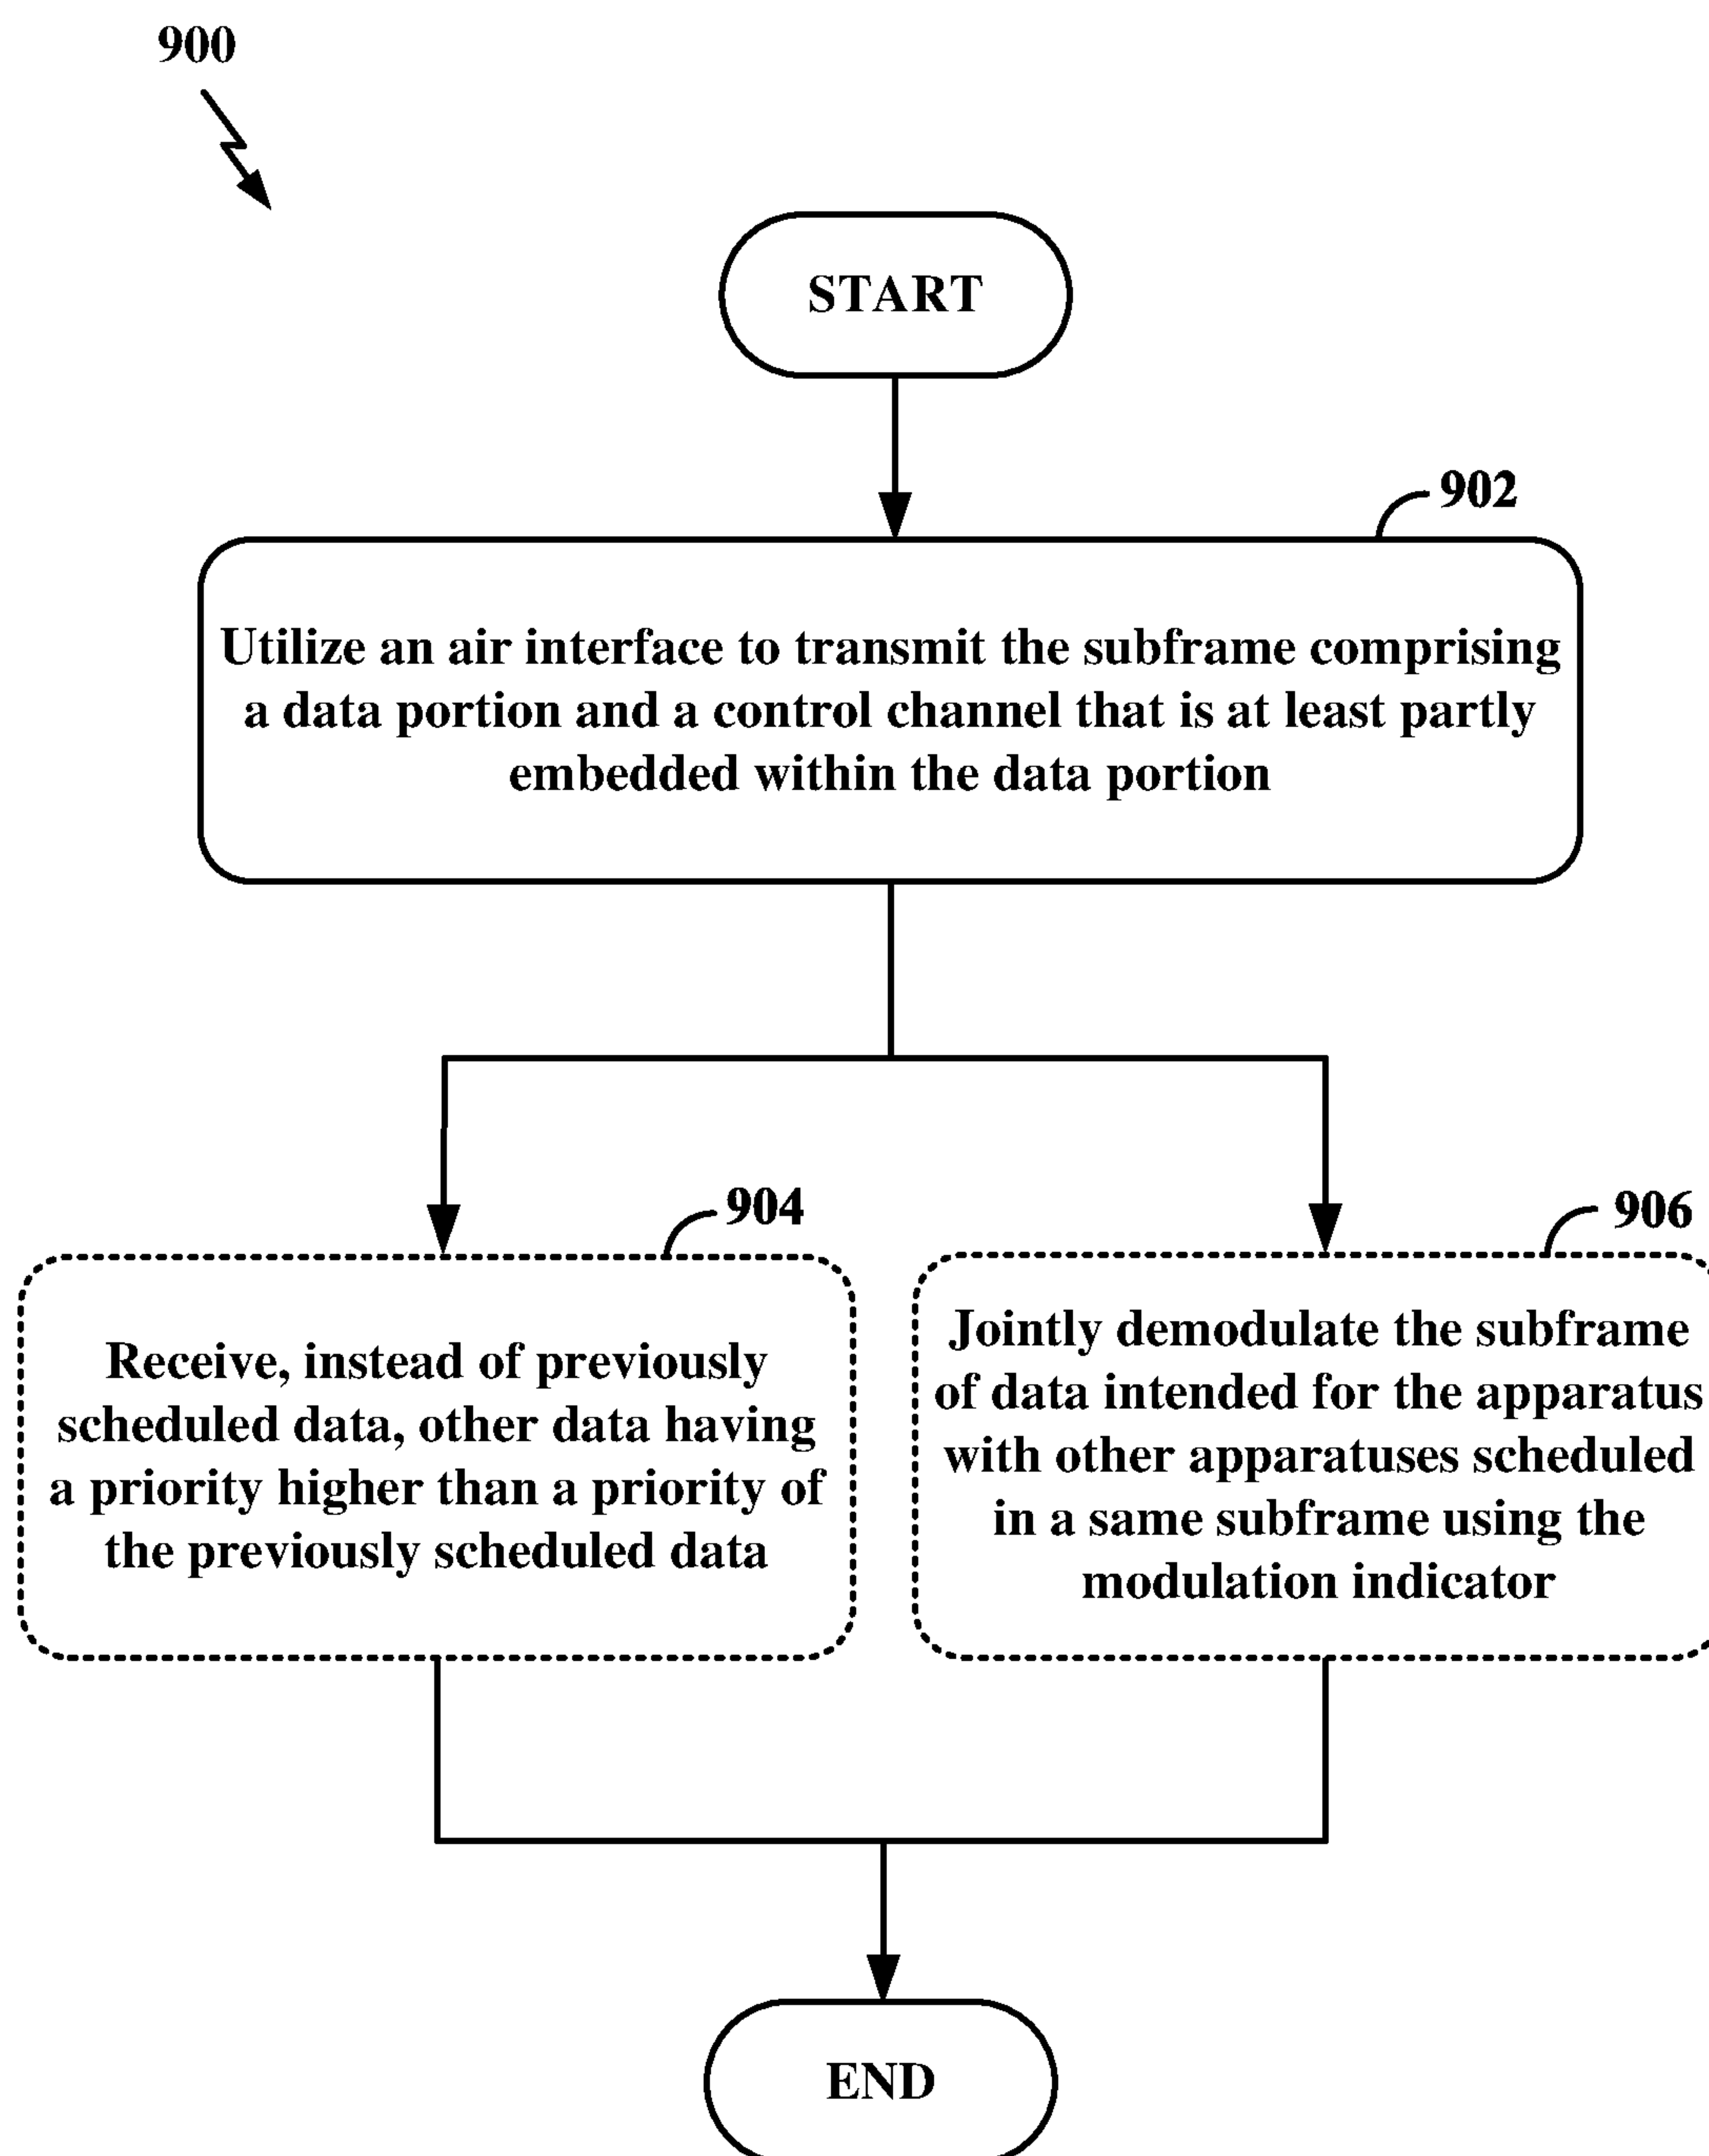 900
START
902
Utilize an air interface to transmit the subframe comprising
a data portion and a control channel that is at least partly
embedded within the data portion
904
Receive, instead of previously
scheduled data, other data having
a priority higher than a priority of
the previously scheduled data
906
Jointly demodulate the subframe
of data intended for the apparatus
with other apparatuses scheduled
in a same subframe using the
modulation indicator
END